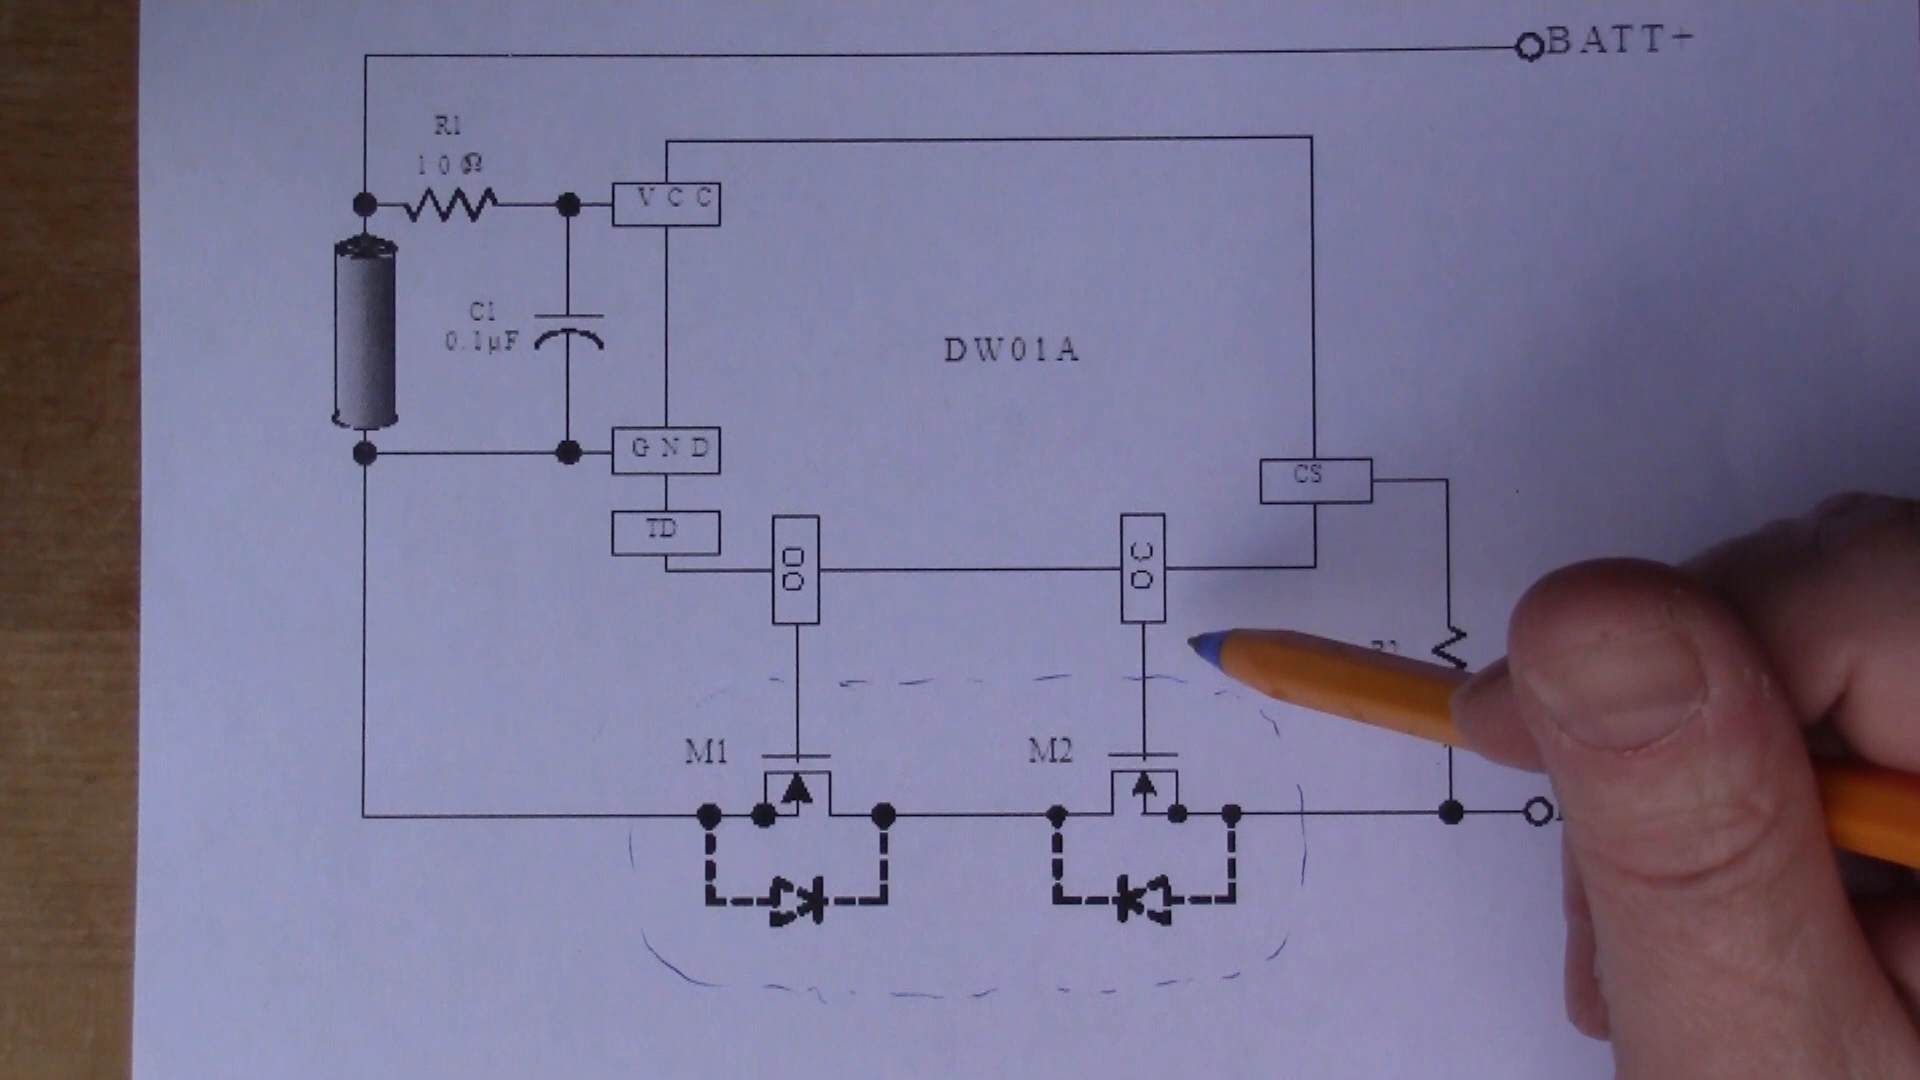 BATT+
R1
10Ω
VCC
C1
0.1µF
DW01A
GND
CS
TD
OD
OC
M1
M2